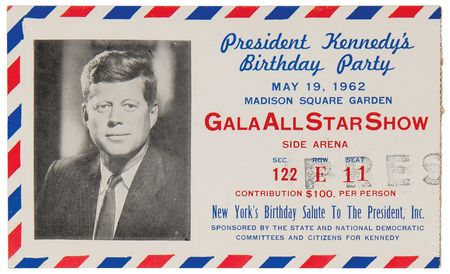 President Kennedy's
Birthday Party
MAY 19, 1962
MADISON SQUARE GARDEN
GALA ALL STAR SHOW
SIDE ARENA
SEC. ROW SEAT
122 E 11
PRES
CONTRIBUTION $100. PER PERSON
New York's Birthday Salute To The President, Inc.
SPONSORED BY THE STATE AND NATIONAL DEMOCRATIC
COMMITTEES AND CITIZENS FOR KENNEDY